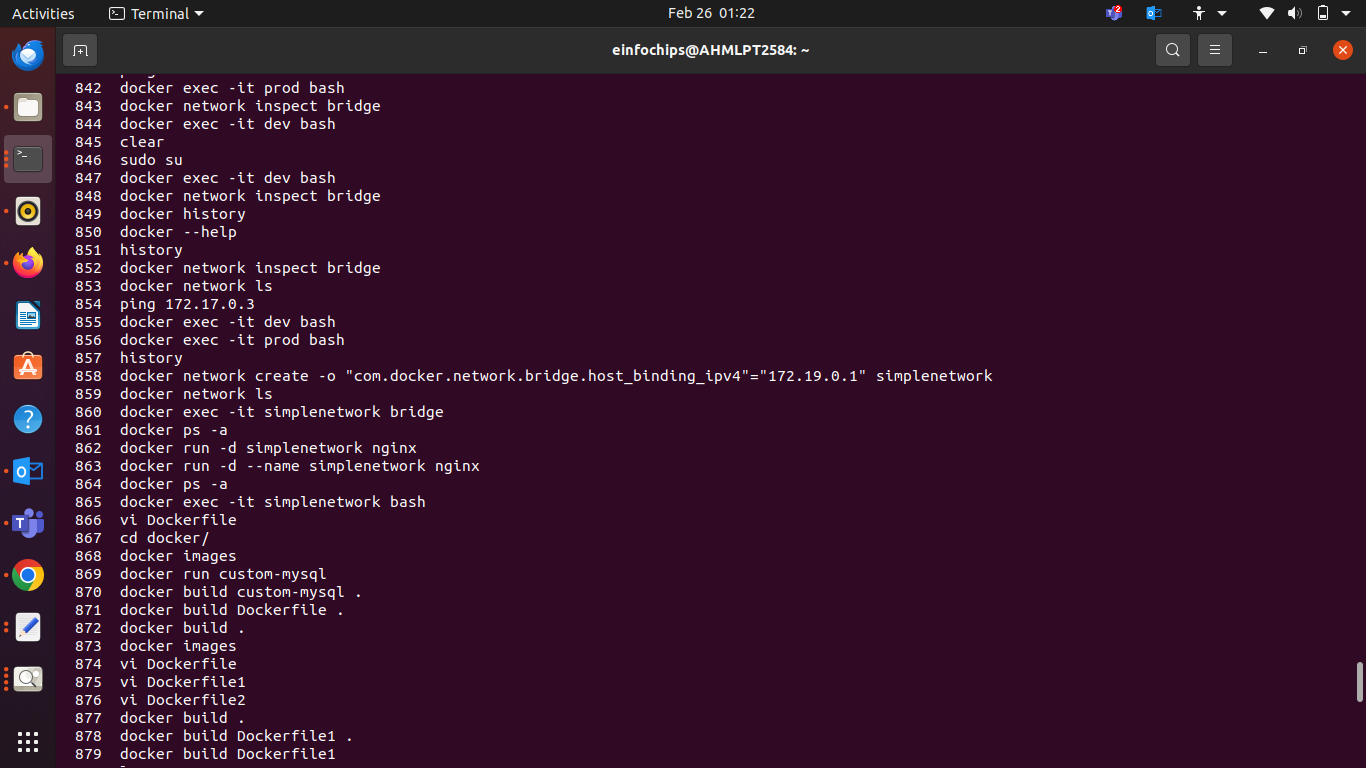 Activities
Terminal
Feb 26 01:22
2
einfochips@AHMLPT2584: ~
842 docker exec -it prod bash
843 docker network inspect bridge
844 docker exec -it dev bash
845 clear
846 sudo su
847 docker exec -it dev bash
848 docker network inspect bridge
849 docker history
850 docker --help
851 history
852 docker network inspect bridge
853 docker network ls
854 ping 172.17.0.3
855 docker exec -it dev bash
856 docker exec -it prod bash
857 history
858 docker network create -o "com.docker.network.bridge.host_binding_ipv4"="172.19.0.1" simplenetwork
859 docker network ls
860 docker exec -it simplenetwork bridge
861 docker ps -a
862 docker run -d simplenetwork nginx
863 docker run -d --name simplenetwork nginx
864 docker ps -a
865 docker exec -it simplenetwork bash
866 vi Dockerfile
867 cd docker/
868 docker images
869 docker run custom-mysql
870 docker build custom-mysql .
871 docker build Dockerfile .
872 docker build .
873 docker images
874 vi Dockerfile
875 vi Dockerfile1
876 vi Dockerfile2
877 docker build .
878 docker build Dockerfile1 .
879 docker build Dockerfile1